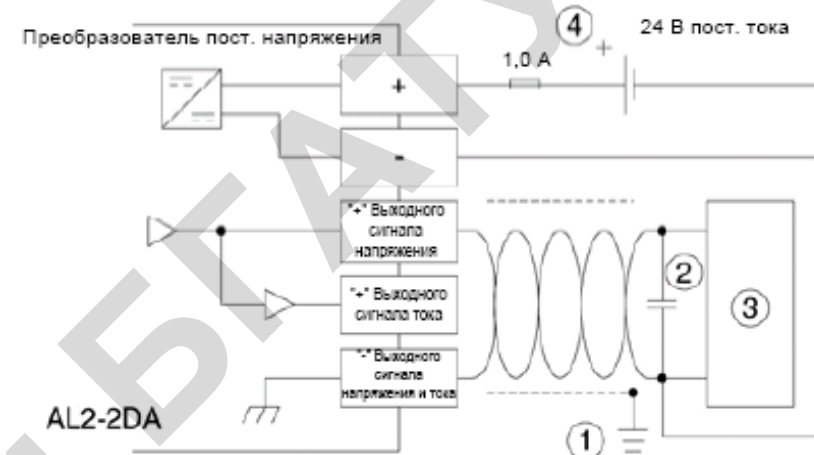 Преобразователь пост. напряжения
④
24 В пост. тока
1,0 А
+
+
-
"+" Выходного
сигнала
напряжения
"+" Выходного
сигнала тока
"-" Выходного
сигнала
напряжения и тока
②
③
AL2-2DA
①
БГАТУ